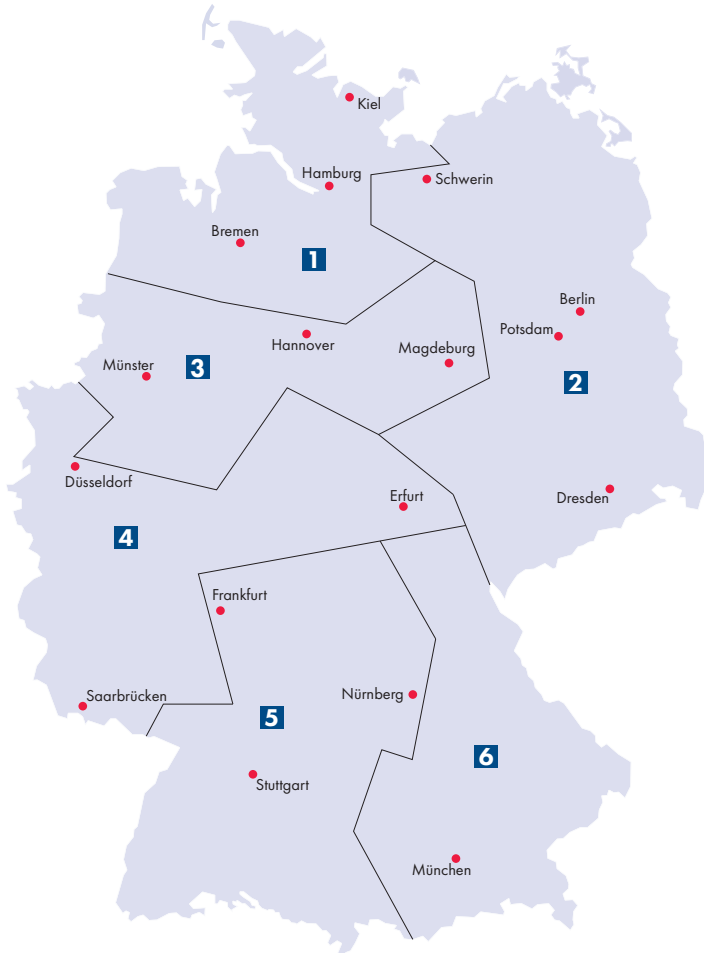 Kiel
Hamburg
Schwerin
Bremen
1
Berlin
Potsdam
Hannover
Magdeburg
Münster
3
2
Düsseldorf
Erfurt
Dresden
4
Frankfurt
Saarbrücken
Nürnberg
5
6
Stuttgart
München